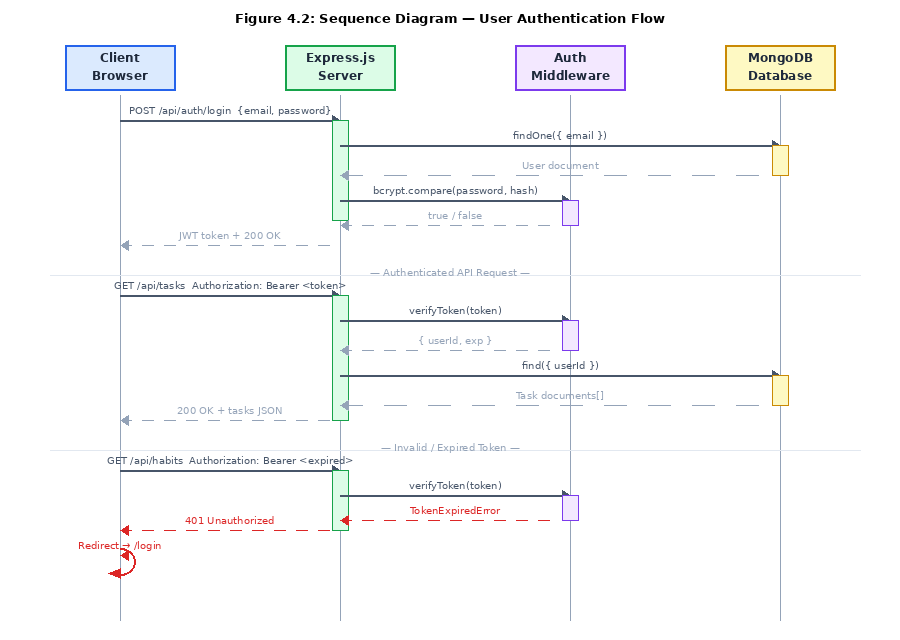 Figure 4.2: Sequence Diagram — User Authentication Flow
Client
Browser
Express.js
Server
Auth
Middleware
MongoDB
Database
POST /api/auth/login  {email, password}
findOne({ email })
User document
bcrypt.compare(password, hash)
true / false
JWT token + 200 OK
— Authenticated API Request —
GET /api/tasks  Authorization: Bearer <token>
verifyToken(token)
{ userId, exp }
find({ userId })
Task documents[]
200 OK + tasks JSON
— Invalid / Expired Token —
GET /api/habits  Authorization: Bearer <expired>
verifyToken(token)
TokenExpiredError
401 Unauthorized
Redirect → /login